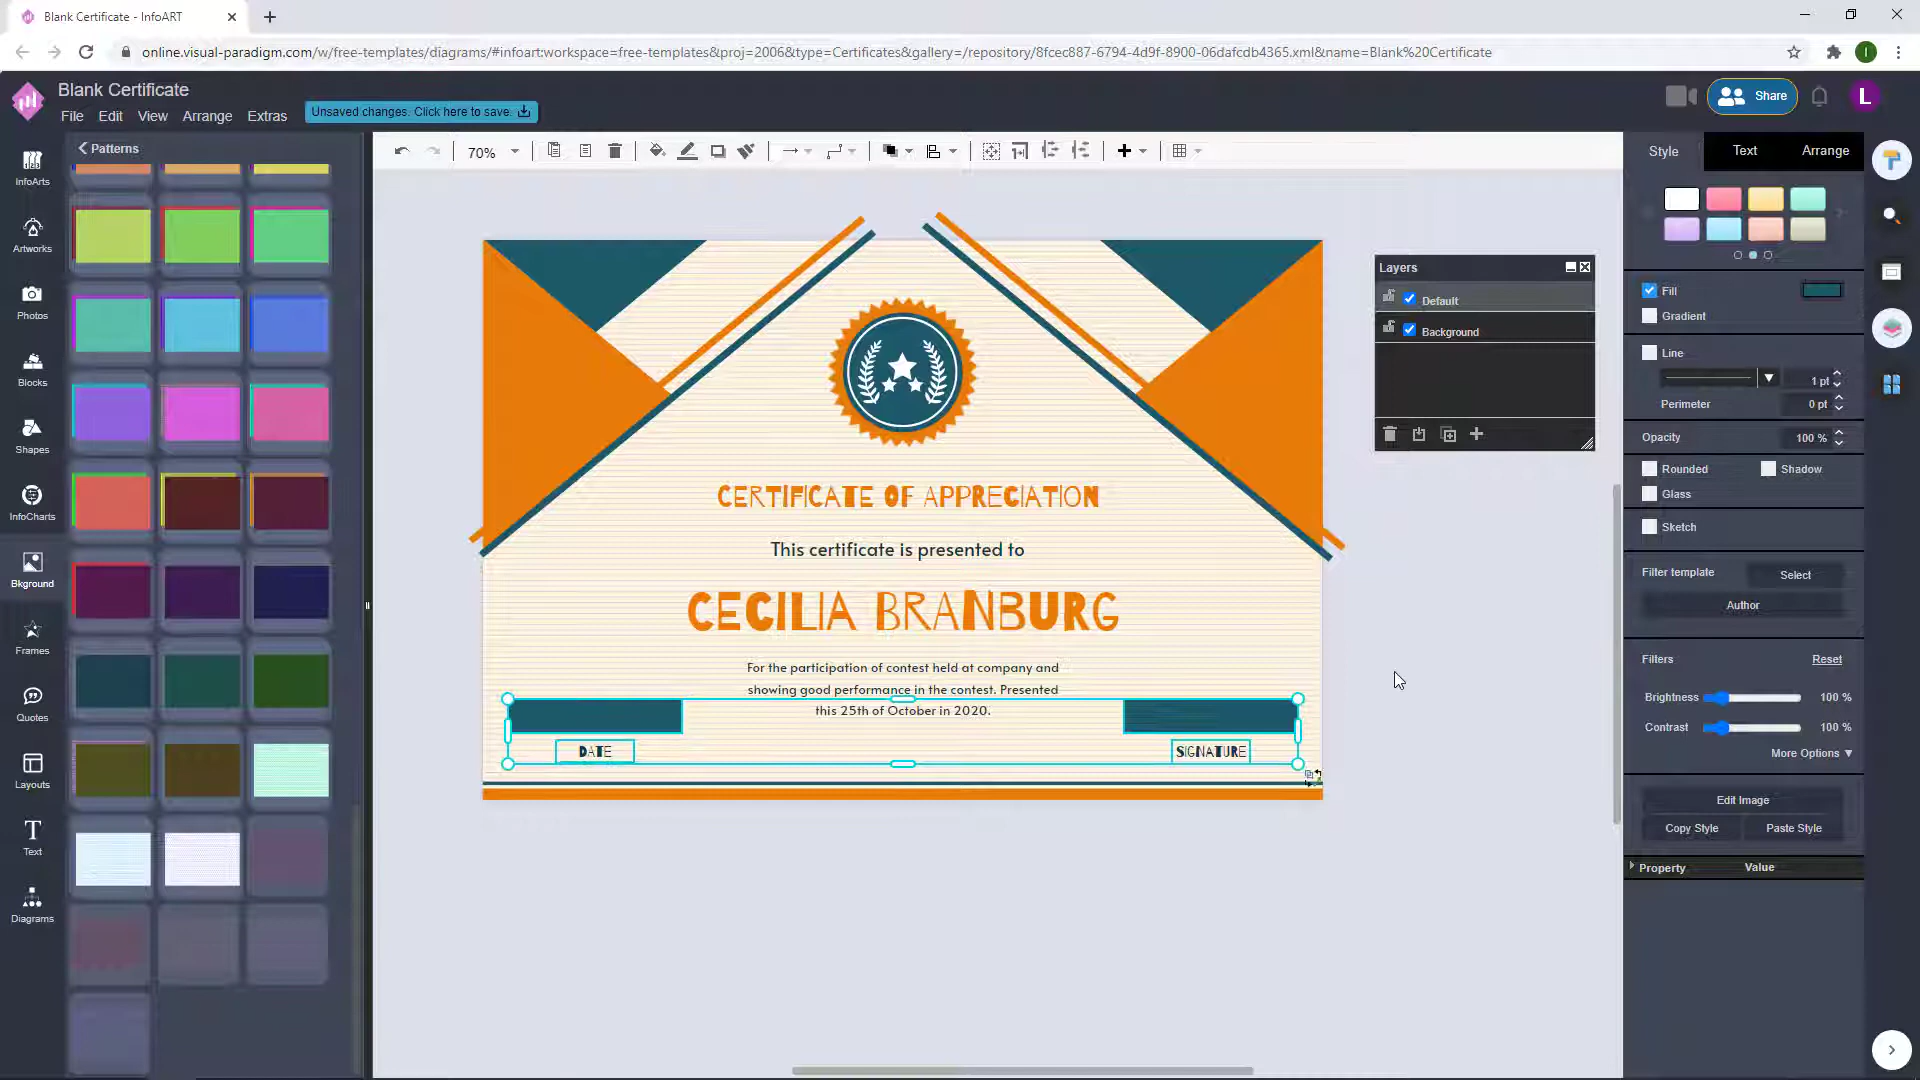 Blank Certificate - InfoART
online.visual-paradigm.com/w/free-templates/diagrams/#infoart:workspace=free-templates&proj=2006&type=Certificates&gallery=/repository/8fcec887-6794-4d9f-8900-06dafcdb4365.xml&name=Blank%20Certificate
I
Blank Certificate
File Edit View Arrange Extras
Unsaved changes. Click here to save.
Share
L
InfoArts
Artworks
Photos
Blocks
Shapes
InfoCharts
Bkground
Frames
Quotes
Layouts
T
Text
Diagrams
Patterns
70%
CERTIFICATE OF APPRECIATION
This certificate is presented to
CECILIA BRANBURG
For the participation of contest held at company and
showing good performance in the contest. Presented
this 25th of October in 2020.
DATE
SIGNATURE
Layers
Default
Background
Style Text Arrange
Fill
Gradient
Line
1 pt
Perimeter 0 pt
Opacity 100 %
Rounded Shadow
Glass
Sketch
Filter template Select
Author
Filters Reset
Brightness 100 %
Contrast 100 %
More Options
Edit Image
Copy Style Paste Style
Property Value